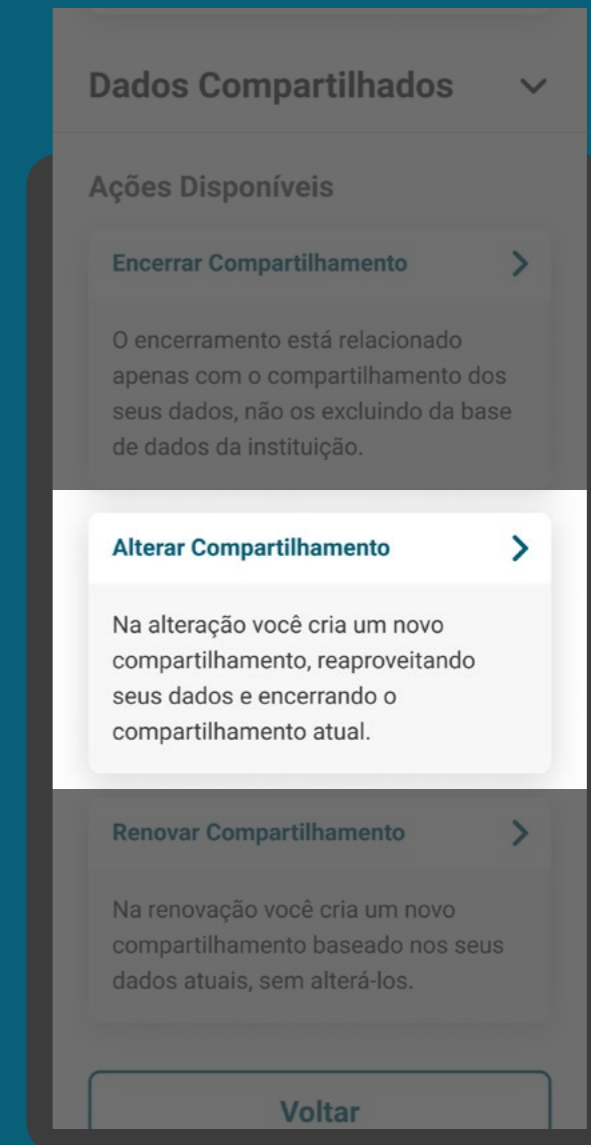 Dados Compartilhados
Ações Disponíveis
Encerrar Compartilhamento
O encerramento está relacionado
apenas com o compartilhamento dos
seus dados, não os excluindo da base
de dados da instituição.
Alterar Compartilhamento
Na alteração você cria um novo
compartilhamento, reaproveitando
seus dados e encerrando o
compartilhamento atual.
Renovar Compartilhamento
Na renovação você cria um novo
compartilhamento baseado nos seus
dados atuais, sem alterá-los.
Voltar